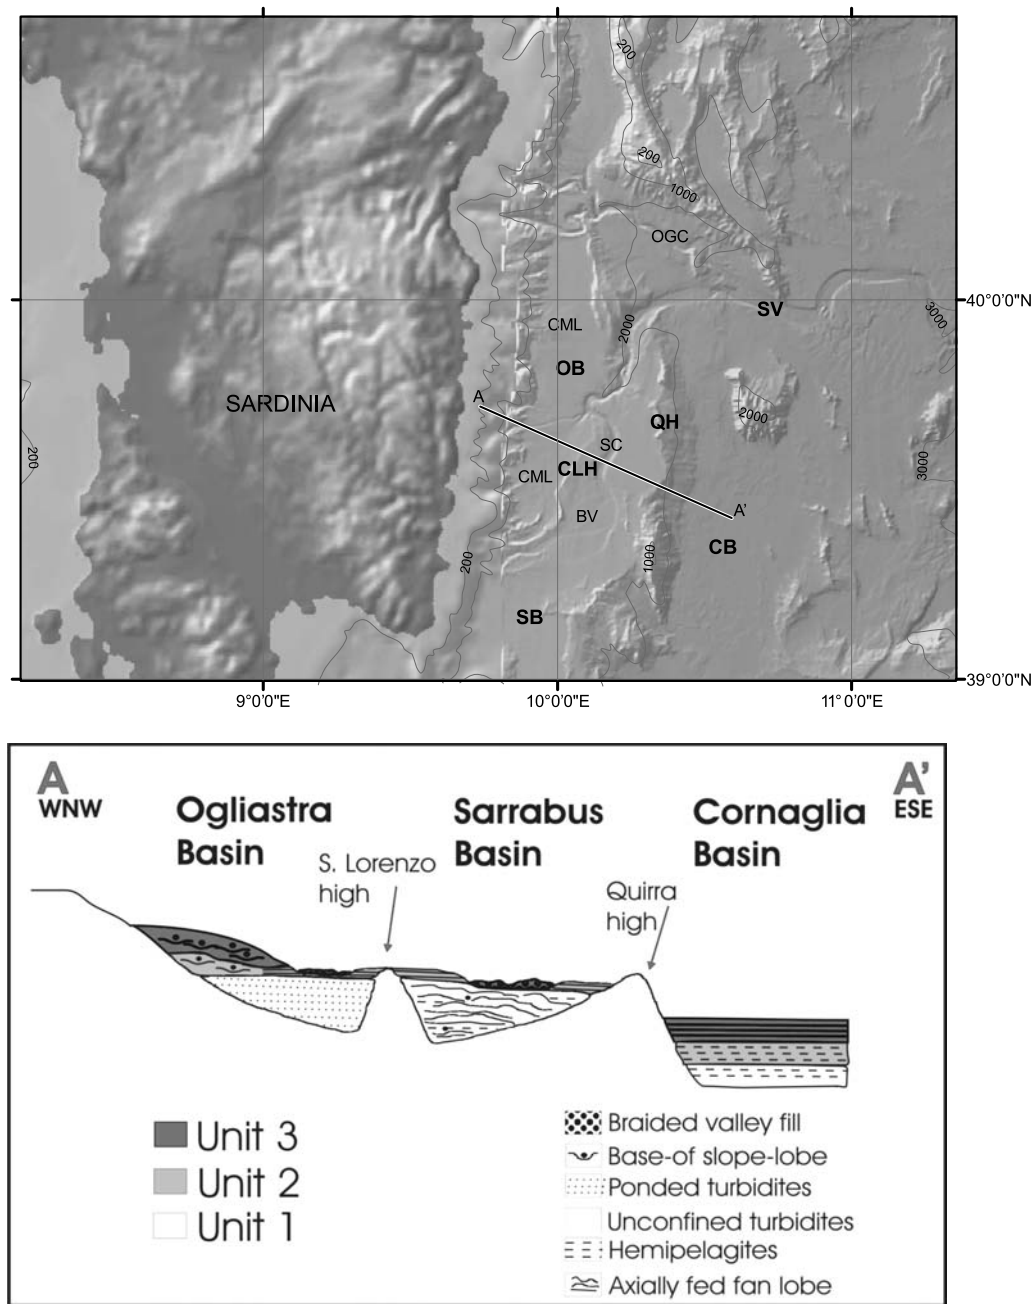 200
200
1000
OGC
40°0'0"N
SV
3000
CML
2000
OB
A
SARDINIA
2000
QH
SC
200
CLH
3000
CML
BV
A'
CB
200
1000
SB
39°0'0"N
9°0'0"E
10°0'0"E
11°0'0"E
A
WNW
Ogliastra
Basin
Sarrabus
Basin
Cornaglia
Basin
A'
ESE
S. Lorenzo
high
Quirra
high
Unit 3
Unit 2
Unit 1
Braided valley fill
Base-of slope-lobe
Ponded turbidites
Unconfined turbidites
Hemipelagites
Axially fed fan lobe